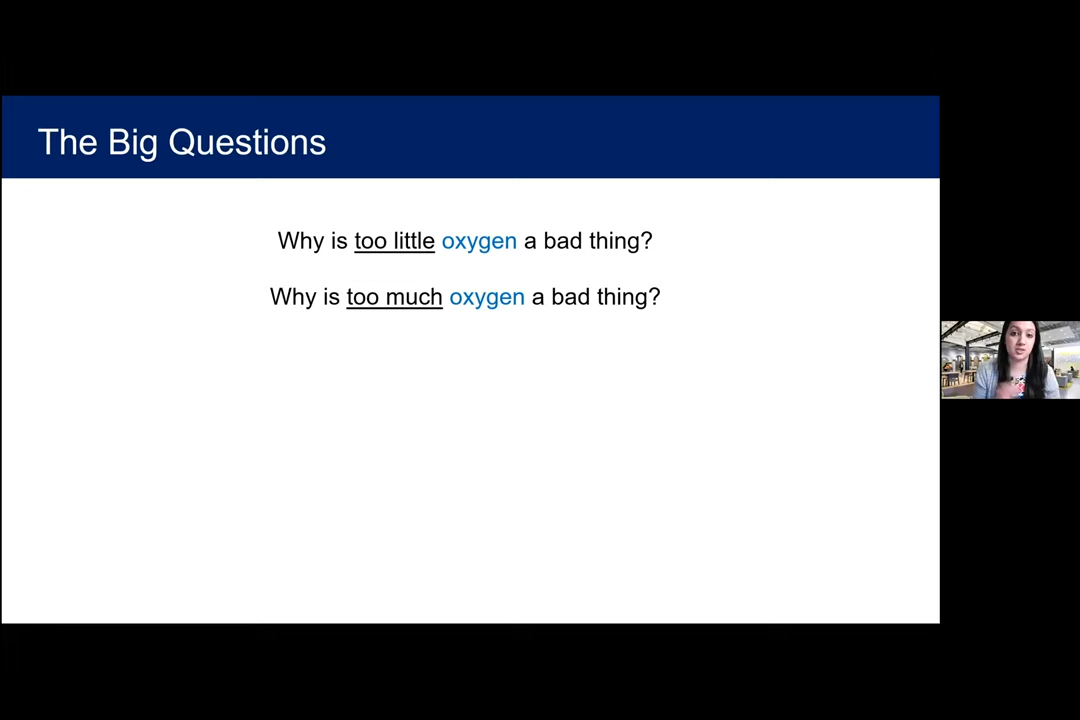 The Big Questions
Why is too little oxygen a bad thing?
Why is too much oxygen a bad thing?